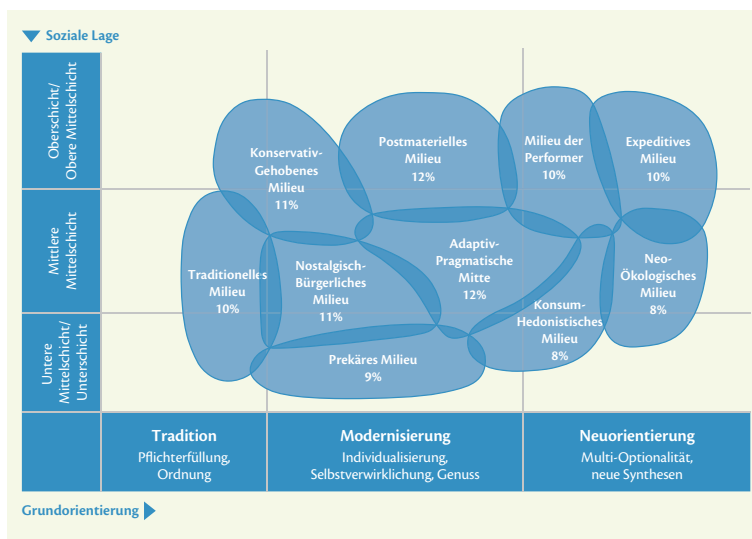 Soziale Lage
Oberschicht/
Obere Mittelschicht
Mittlere
Mittelschicht
Untere
Mittelschicht/
Unterschicht
Konservativ-
Gehobenes
Milieu
11%
Postmaterielles
Milieu
12%
Milieu der
Performer
10%
Expeditives
Milieu
10%
Traditionelles
Milieu
10%
Nostalgisch-
Bürgerliches
Milieu
11%
Adaptiv-
Pragmatische
Mitte
12%
Neo-
Ökologisches
Milieu
8%
Konsum-
Hedonistisches
Milieu
8%
Prekäres Milieu
9%
Tradition
Pflichterfüllung,
Ordnung
Modernisierung
Individualisierung,
Selbstverwirklichung, Genuss
Neuorientierung
Multi-Optionalität,
neue Synthesen
Grundorientierung